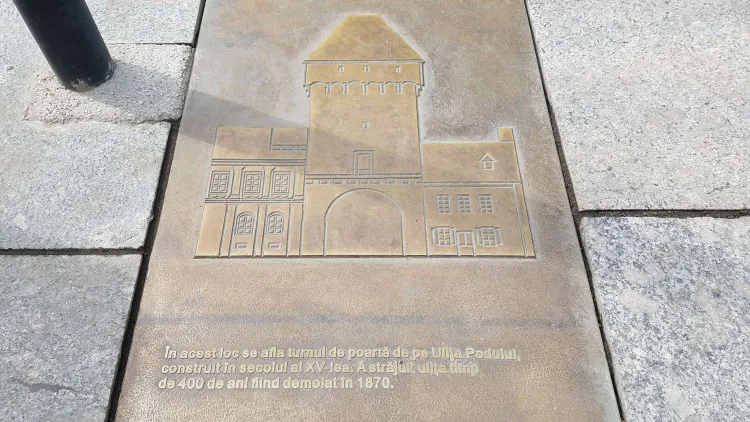 În acest loc se afla turnul de poartă de pe Ulița Podului,
construit în secolul al XV-lea. A străjuit ulița timp
de 400 de ani fiind demolat în 1870.